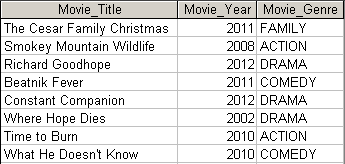 Movie_Title Movie_Year Movie_Genre
The Cesar Family Christmas 2011 FAMILY
Smokey Mountain Wildlife 2008 ACTION
Richard Goodhope 2012 DRAMA
Beatnik Fever 2011 COMEDY
Constant Companion 2012 DRAMA
Where Hope Dies 2002 DRAMA
Time to Burn 2010 ACTION
What He Doesn't Know 2010 COMEDY